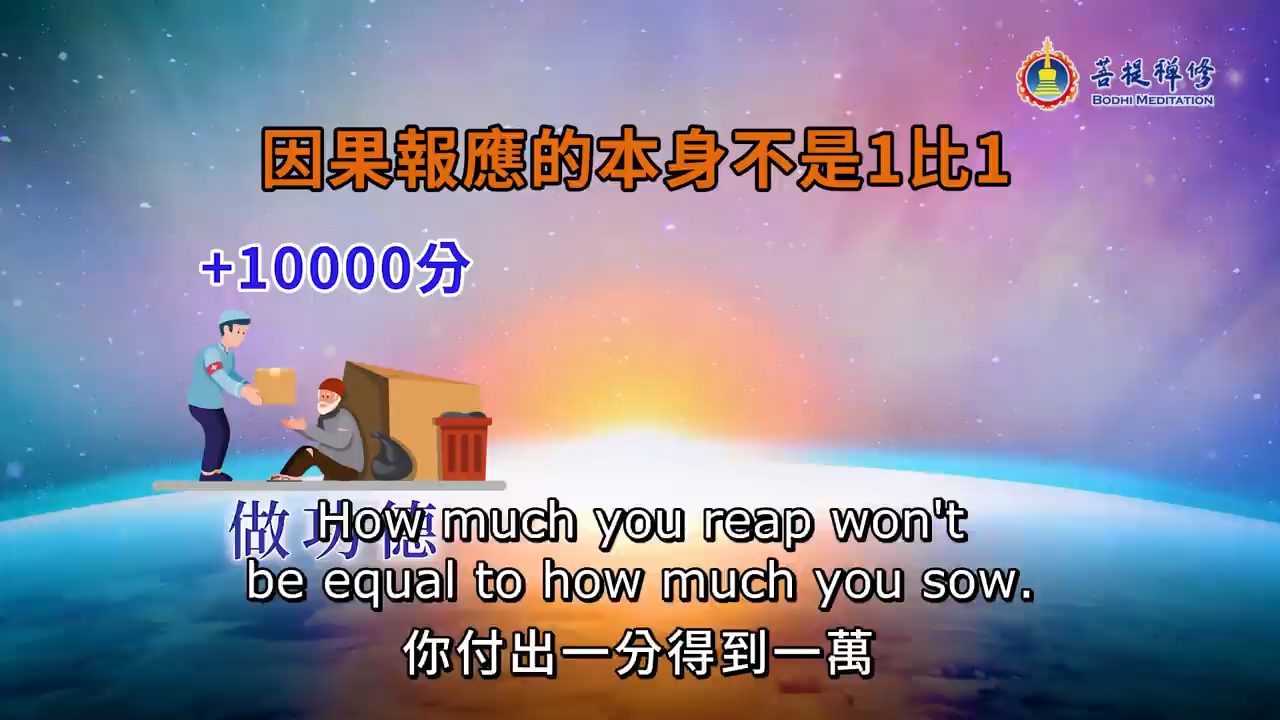 菩提禪修
BODHI MEDITATION
因果報應的本身不是1比1
+10000分
做功德
How much you reap won't
be equal to how much you sow.
你付出一分得到一萬